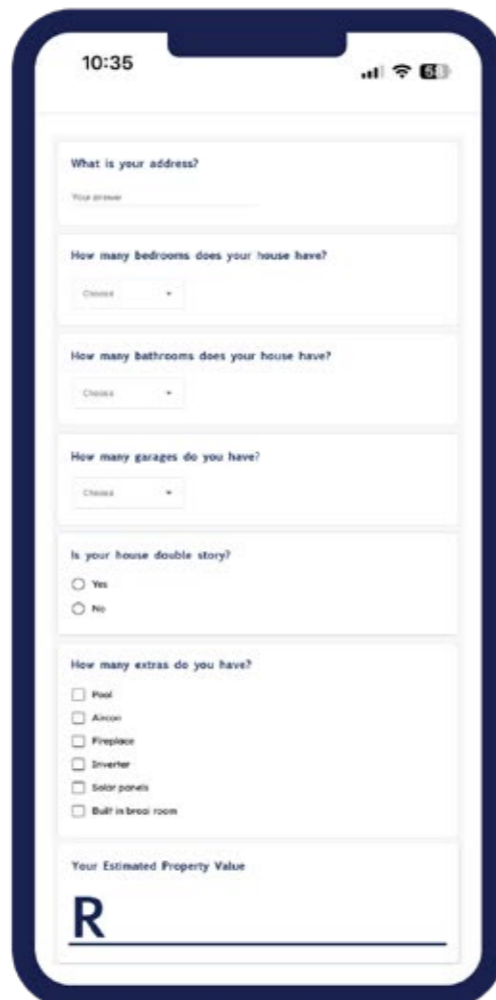 10:35
58
What is your address?
Your answer
How many bedrooms does your house have?
Choose
How many bathrooms does your house have?
Choose
How many garages do you have?
Choose
Is your house double story?
Yes
No
How many extras do you have?
Pool
Aircon
Fireplace
Inverter
Solar panels
Built in braai room
Your Estimated Property Value
R